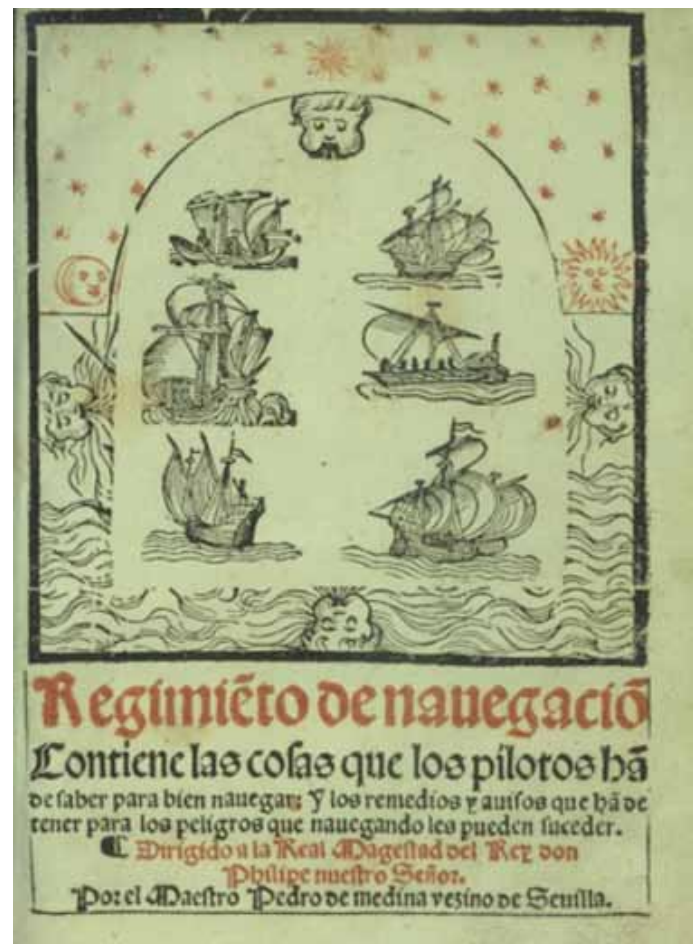 Regimiẽto de nauegaciõ
Contiene las cosas que los pilotos hã
de saber para bien nauegar: Y los remedios y auisos que hã de
tener para los peligros que nauegando les pueden suceder.
¶ Dirigido a la Real Magestad del Rey don
Philipe nuestro Señor.
Por el Maestro Pedro de medina vezino de Seuilla.